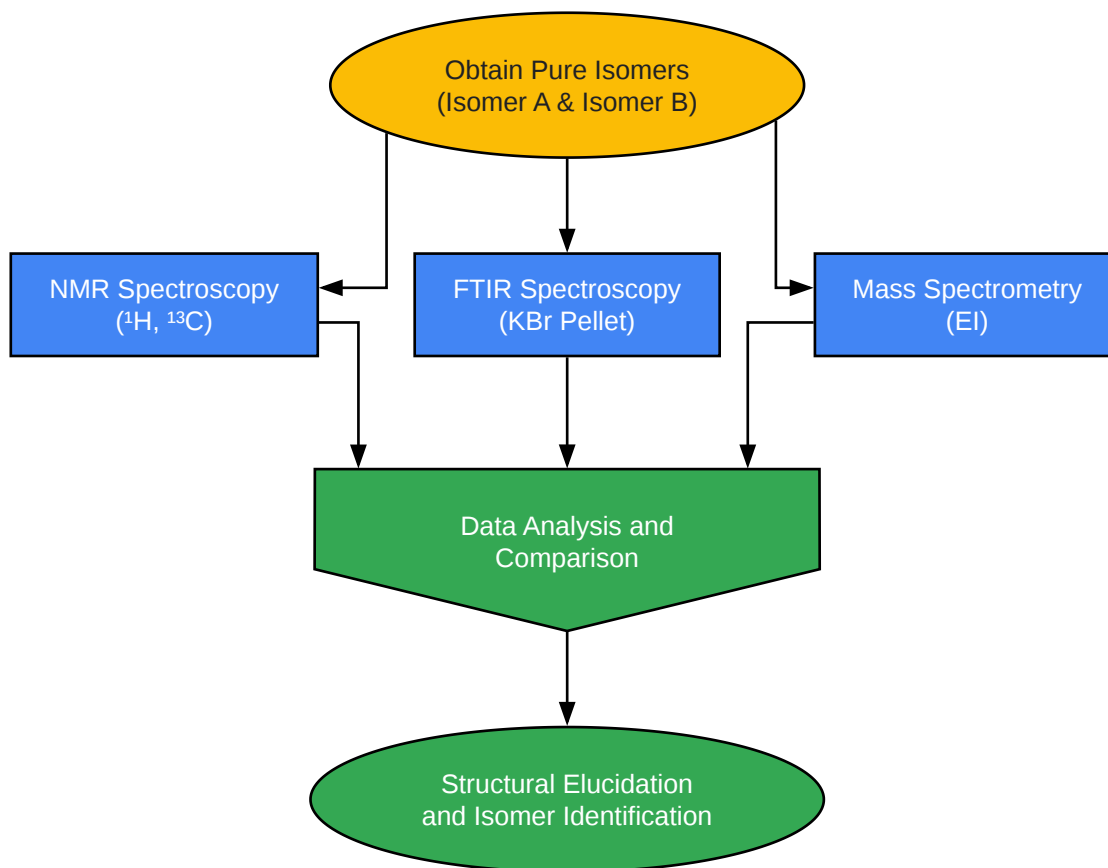 Obtain Pure Isomers
(Isomer A & Isomer B)
NMR Spectroscopy
(¹H, ¹³C)
FTIR Spectroscopy
(KBr Pellet)
Mass Spectrometry
(EI)
Data Analysis and
Comparison
Structural Elucidation
and Isomer Identification